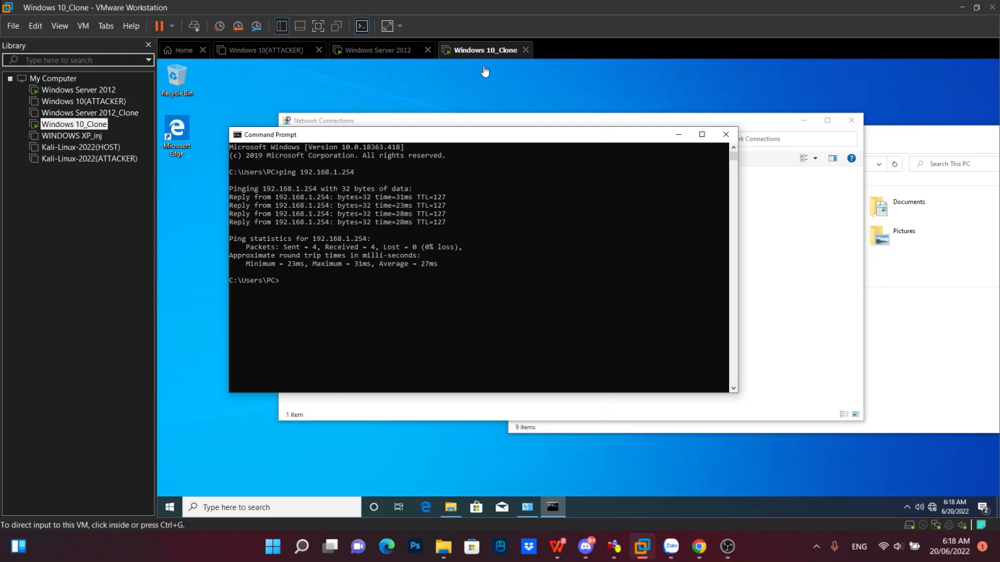 Windows 10_Clone - VMware Workstation
File Edit View VM Tabs Help
Library
Type here to search
Home
Windows 10(ATTACKER)
Windows Server 2012
Windows 10_Clone
My Computer
Windows Server 2012
Windows 10(ATTACKER)
Windows Server 2012_Clone
Windows 10_Clone
WINDOWS XP_inj
Kali-Linux-2022(HOST)
Kali-Linux-2022(ATTACKER)
Recycle Bin
Microsoft
Edge
Network Connections
rk Connections
Search This PC
Documents
Pictures
Command Prompt
Microsoft Windows [Version 10.0.18363.418]
(c) 2019 Microsoft Corporation. All rights reserved.
C:\Users\PC>ping 192.168.1.254
Pinging 192.168.1.254 with 32 bytes of data:
Reply from 192.168.1.254: bytes=32 time=31ms TTL=127
Reply from 192.168.1.254: bytes=32 time=23ms TTL=127
Reply from 192.168.1.254: bytes=32 time=28ms TTL=127
Reply from 192.168.1.254: bytes=32 time=28ms TTL=127
Ping statistics for 192.168.1.254:
Packets: Sent = 4, Received = 4, Lost = 0 (0% loss),
Approximate round trip times in milli-seconds:
Minimum = 23ms, Maximum = 31ms, Average = 27ms
C:\Users\PC>
1 item
9 items
Type here to search
6:18 AM
6/20/2022
2
To direct input to this VM, click inside or press Ctrl+G.
Ps
9+
Zalo
ENG
6:18 AM
20/06/2022
1